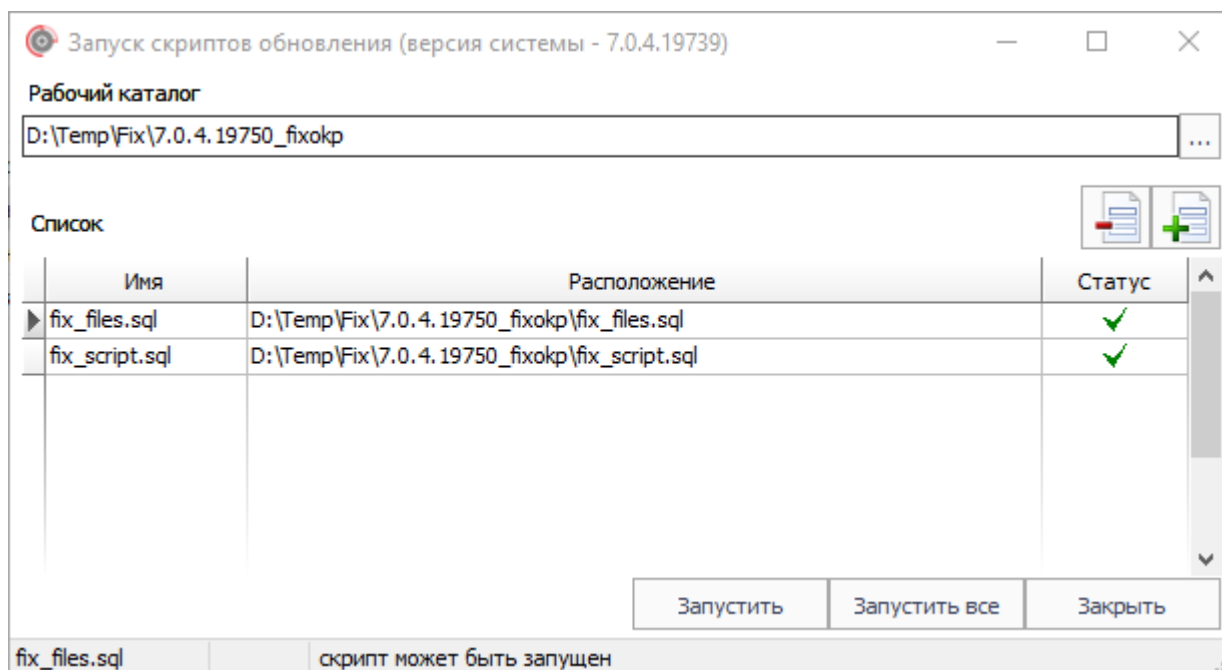 Запуск скриптов обновления (версия системы - 7.0.4.19739)
Рабочий каталог
D:\Temp\Fix\7.0.4.19750_fixokp
...
Список
Имя Расположение Статус
fix_files.sql D:\Temp\Fix\7.0.4.19750_fixokp\fix_files.sql
fix_script.sql D:\Temp\Fix\7.0.4.19750_fixokp\fix_script.sql
Запустить Запустить все Закрыть
fix_files.sql скрипт может быть запущен